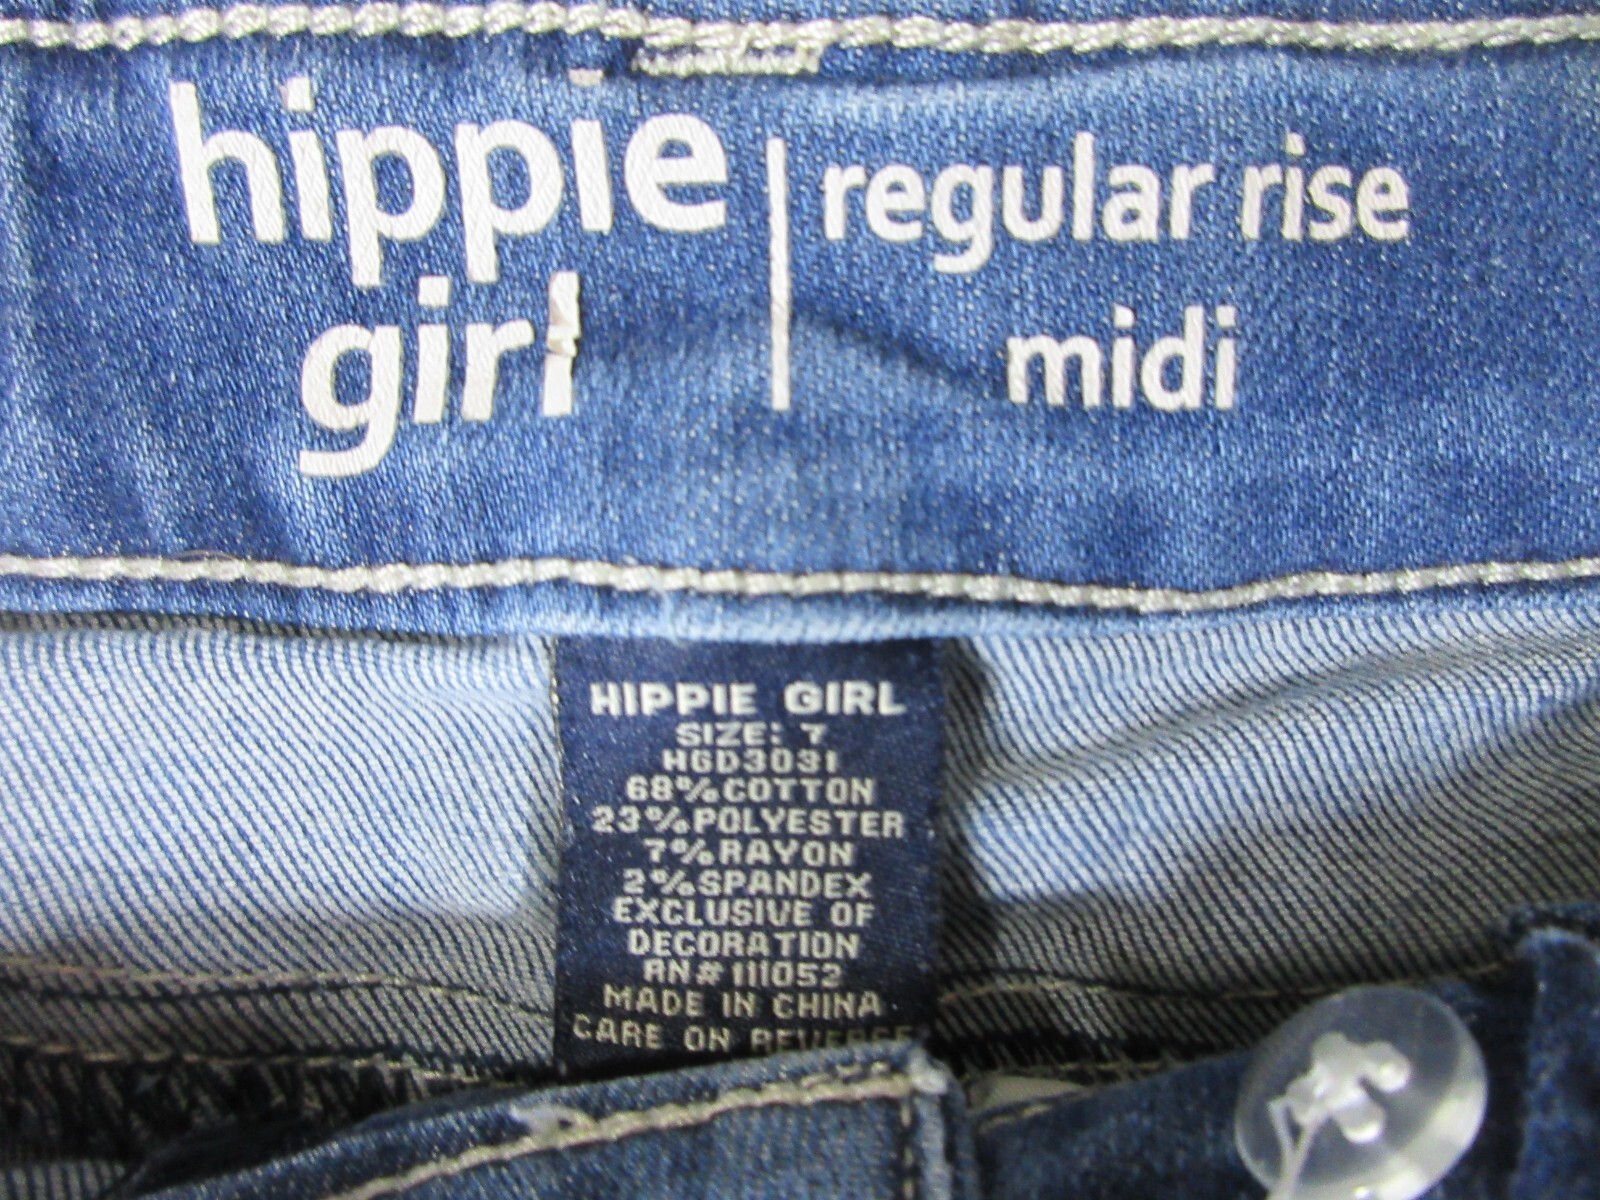 hippie girl
regular rise
midi
HIPPIE GIRL
SIZE: 7
HGD3031
68%COTTON
23%POLYESTER
7%RAYON
2%SPANDEX
EXCLUSIVE OF
DECORATION
RN#111052
MADE IN CHINA
CARE ON REVERSE